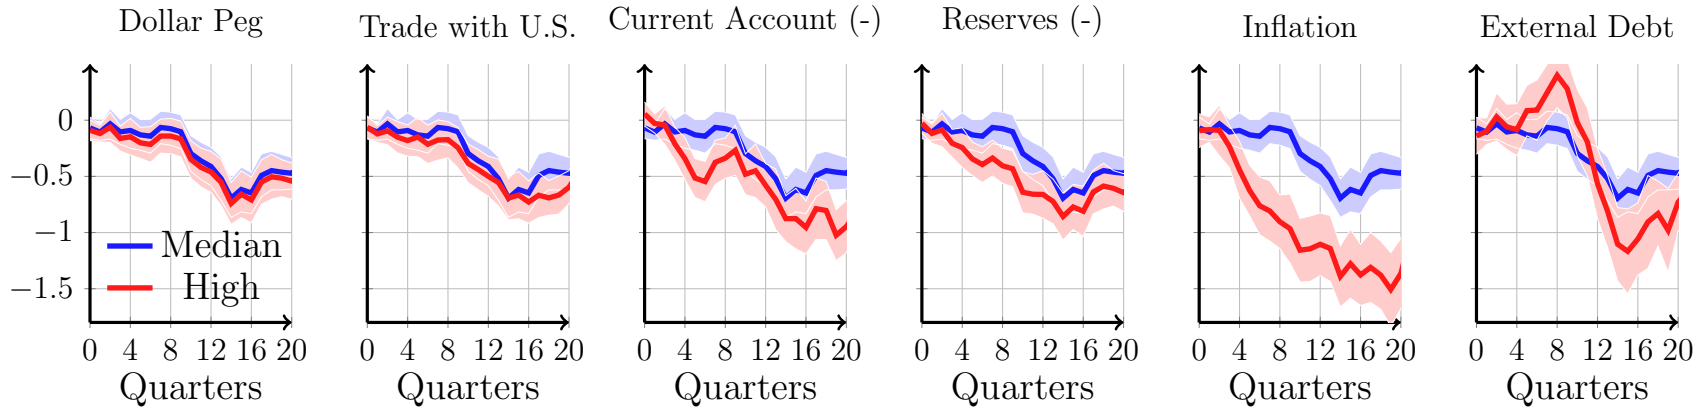 Dollar Peg
Trade with U.S.
Current Account (-)
Reserves (-)
Inflation
External Debt
0
−0.5
−1
−1.5
Median
High
0 4 8 12 16 20
0 4 8 12 16 20
0 4 8 12 16 20
0 4 8 12 16 20
0 4 8 12 16 20
0 4 8 12 16 20
Quarters
Quarters
Quarters
Quarters
Quarters
Quarters